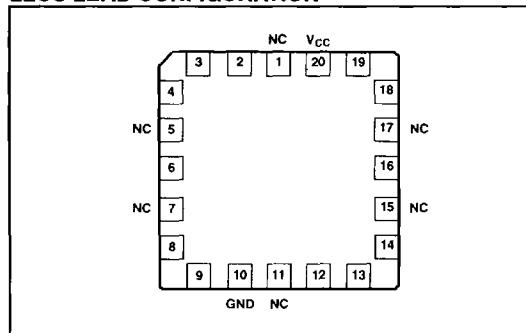 LEAD CONFIGURATION
NC VCC
3 2 1 20 19
4 18
NC 5 17 NC
6 16
NC 7 15 NC
8 14
9 10 11 12 13
GND NC